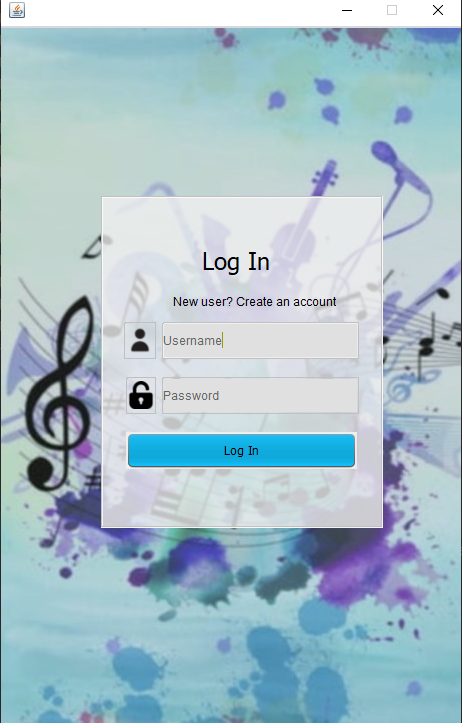 Log In
New user? Create an account
Username
Password
Log In